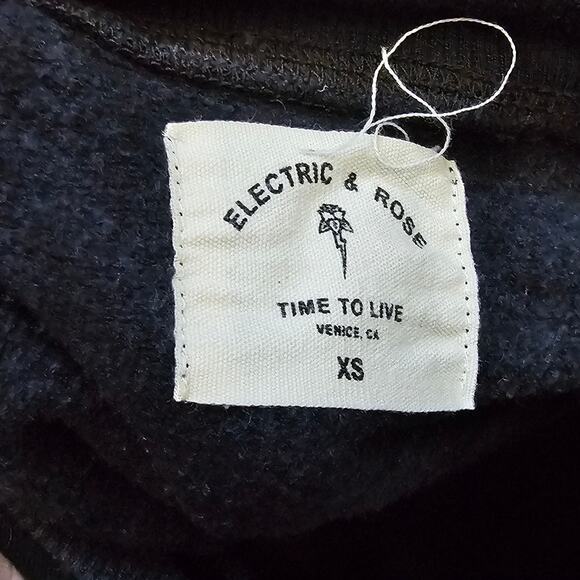 ELECTRIC & ROSE
TIME TO LIVE
VENICE, CA
XS